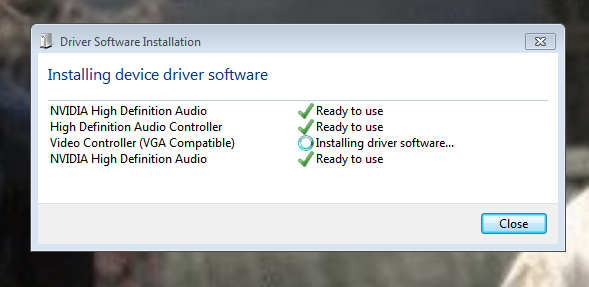 Driver Software Installation
Installing device driver software
NVIDIA High Definition Audio Ready to use
High Definition Audio Controller Ready to use
Video Controller (VGA Compatible) Installing driver software...
NVIDIA High Definition Audio Ready to use
Close